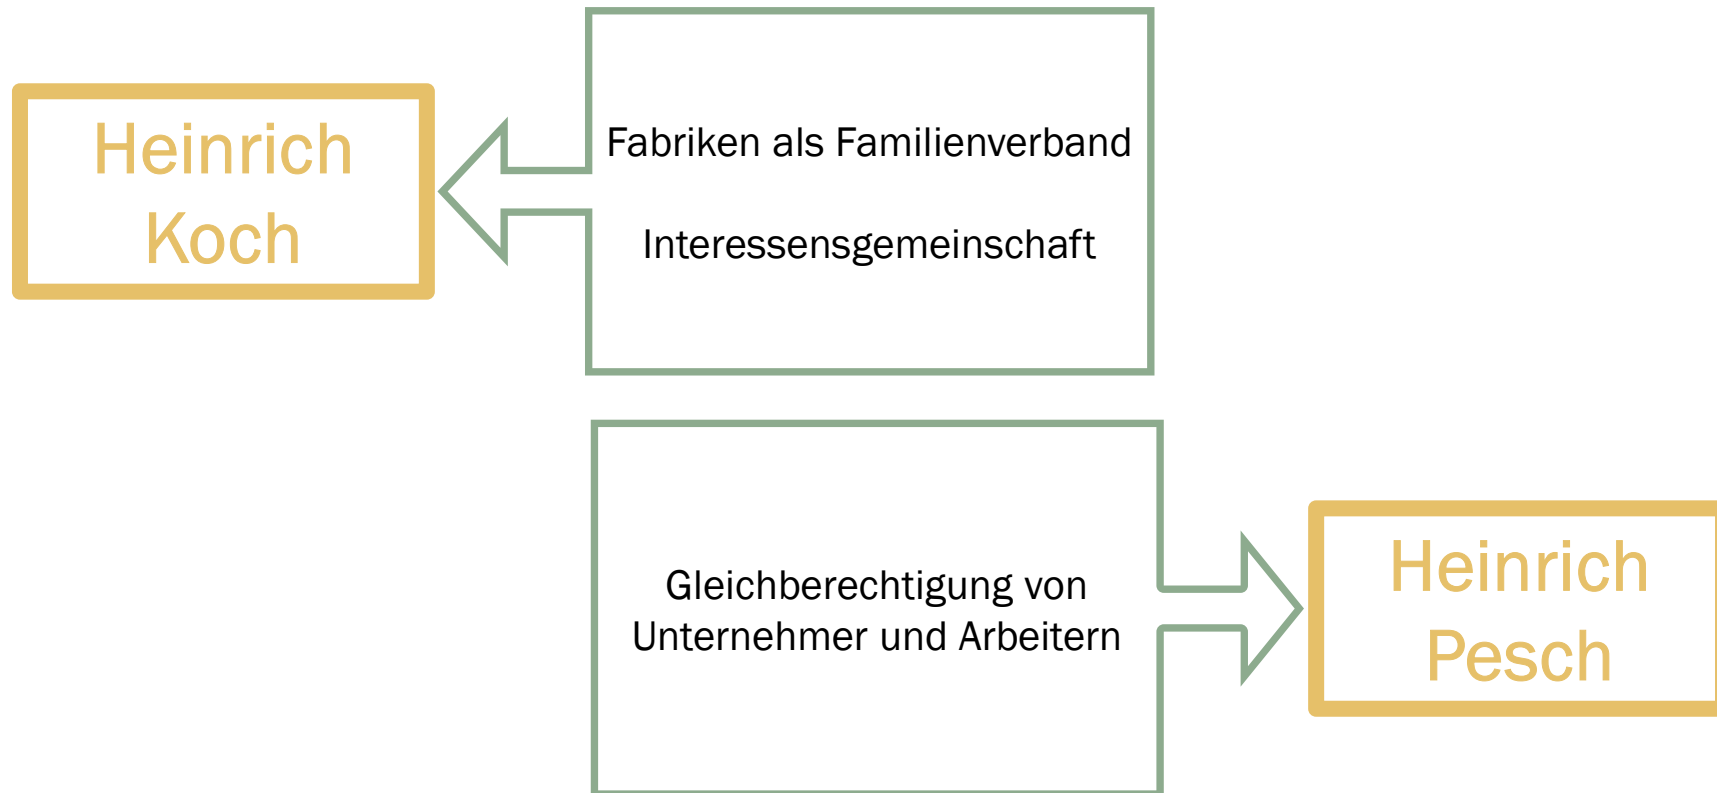 Heinrich
Koch
Fabriken als Familienverband
Interessensgemeinschaft
Gleichberechtigung von
Unternehmer und Arbeitern
Heinrich
Pesch